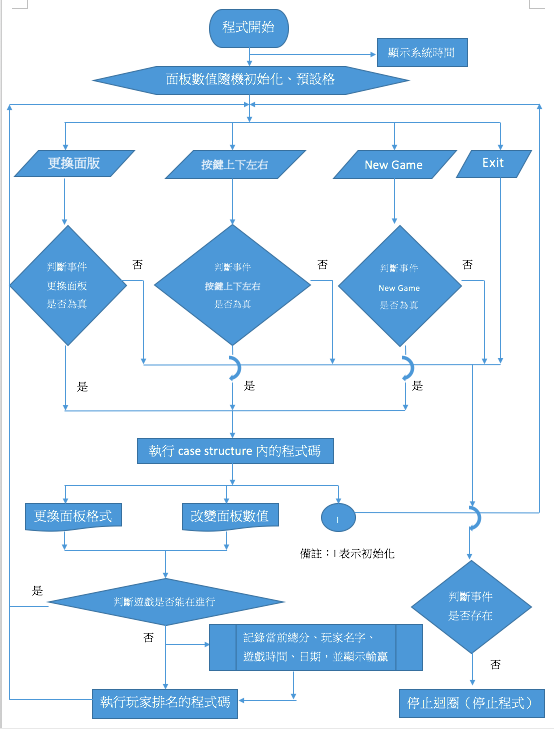 程式開始
顯示系統時間
面板數值隨機初始化、預設格
更換面版
按鍵上下左右
New Game
Exit
判斷事件
更換面板
是否為真
否
判斷事件
按鍵上下左右
是否為真
否
判斷事件
New Game
是否為真
否
是
是
是
執行 case structure 內的程式碼
更換面板格式
改變面板數值
I
備註：I 表示初始化
是
判斷遊戲是否能在進行
判斷事件
是否存在
否
記錄當前總分、玩家名字、
遊戲時間、日期，並顯示輸贏
否
執行玩家排名的程式碼
停止迴圈（停止程式）